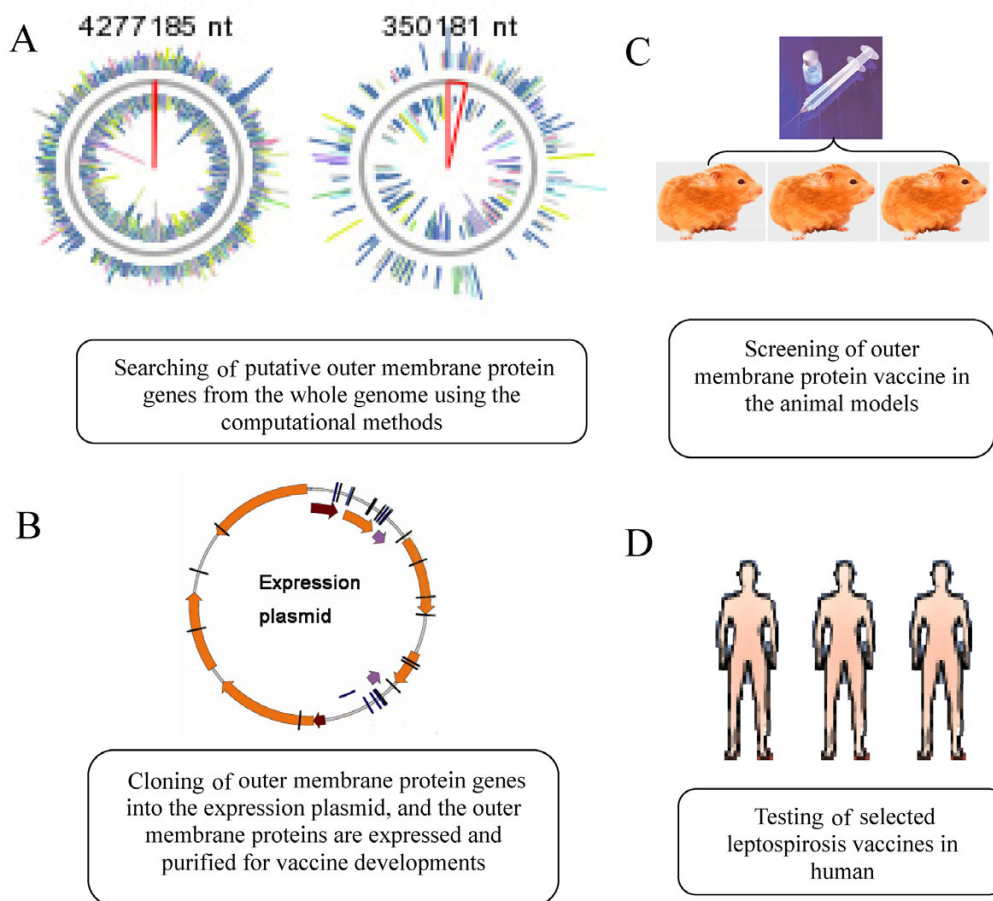 A
4277185 nt
350181 nt
Searching of putative outer membrane protein
genes from the whole genome using the
computational methods
B
Expression
plasmid
Cloning of outer membrane protein genes
into the expression plasmid, and the outer
membrane proteins are expressed and
purified for vaccine developments
C
Screening of outer
membrane protein vaccine in
the animal models
D
Testing of selected
leptospirosis vaccines in
human